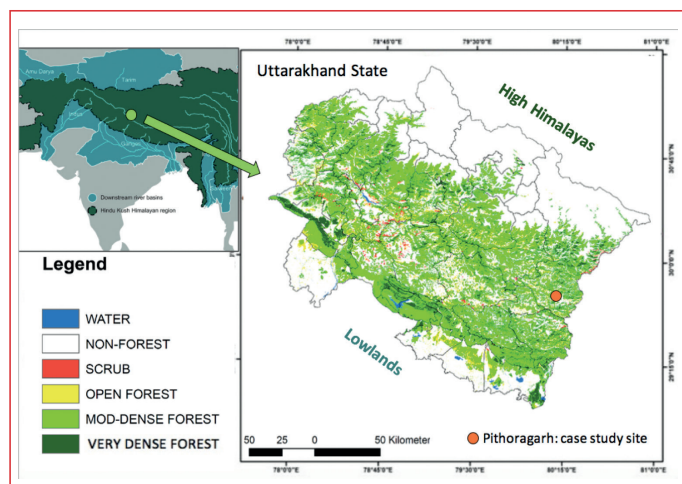 Amu Darya
Tarim
Indus
Ganges
Downstream river basins
Hindu Kush Himalayan region
Uttarakhand State
High Himalayas
Lowlands
Legend
WATER
NON-FOREST
SCRUB
OPEN FOREST
MOD-DENSE FOREST
VERY DENSE FOREST
50 25 0 50 Kilometer
Pithoragarh: case study site
78°0'0"E 78°45'0"E 79°30'0"E 80°15'0"E 81°0'0"E